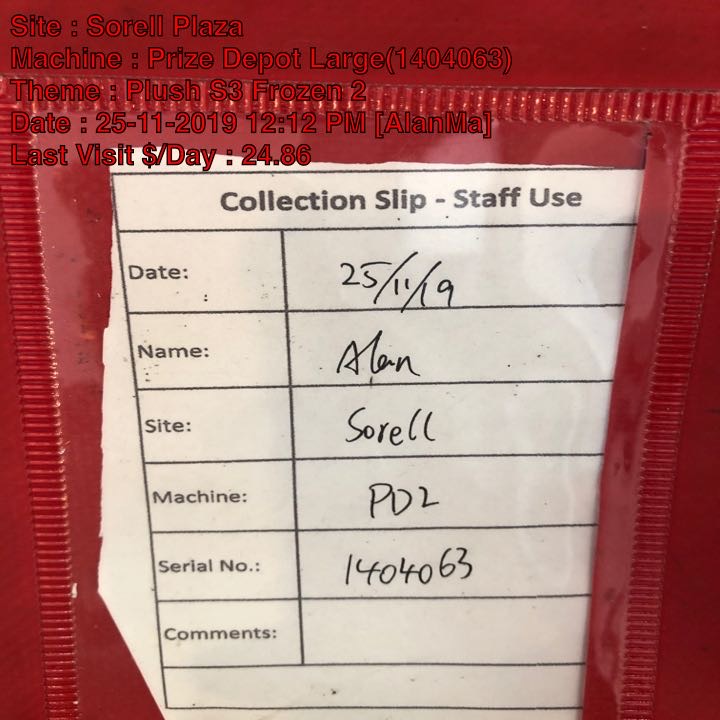 Site : Sorell Plaza
Machine : Prize Depot Large(1404063)
Theme : Plush S3 Frozen 2
Date : 25-11-2019 12:12 PM [AlanMa]
Last Visit $/Day : 24.86
Collection Slip - Staff Use
Date: 25/11/19
Name: Alan
Site: Sorell
Machine: PD2
Serial No.: 1404063
Comments: